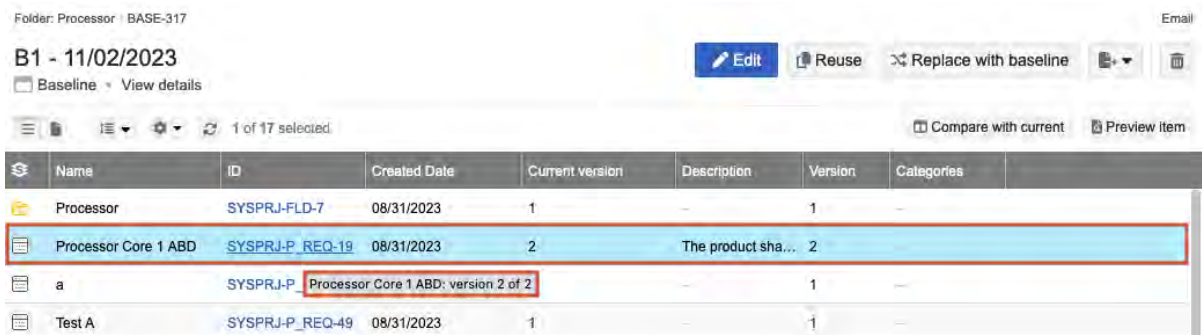 Folder: Processor | BASE-317 Email
B1 - 11/02/2023 Edit Reuse Replace with baseline
Baseline • View details
1 of 17 selected Compare with current Preview item
Name ID Created Date Current version Description Version Categories
Processor SYSPRJ-FLD-7 08/31/2023 1 – 1 –
Processor Core 1 ABD SYSPRJ-P_REQ-19 08/31/2023 2 The product sha... 2
a SYSPRJ-P_ Processor Core 1 ABD: version 2 of 2 – 1 –
Test A SYSPRJ-P_REQ-49 08/31/2023 1 – 1 –